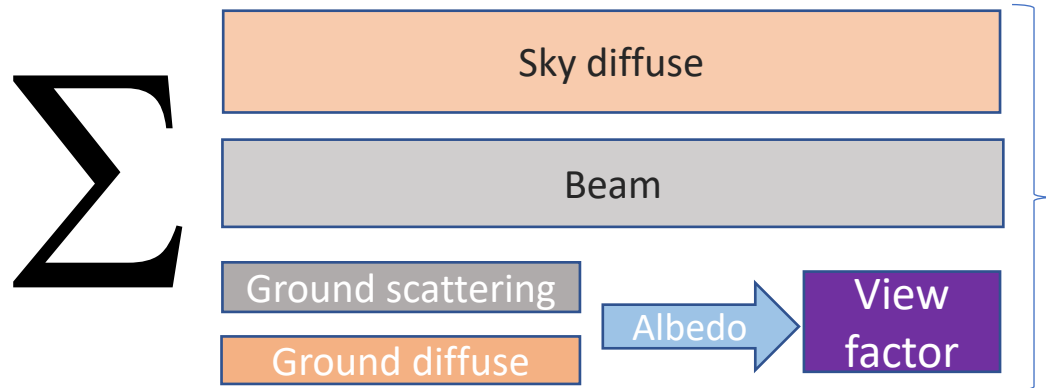 ∑
Sky diffuse
Beam
Ground scattering
Ground diffuse
Albedo
View
factor